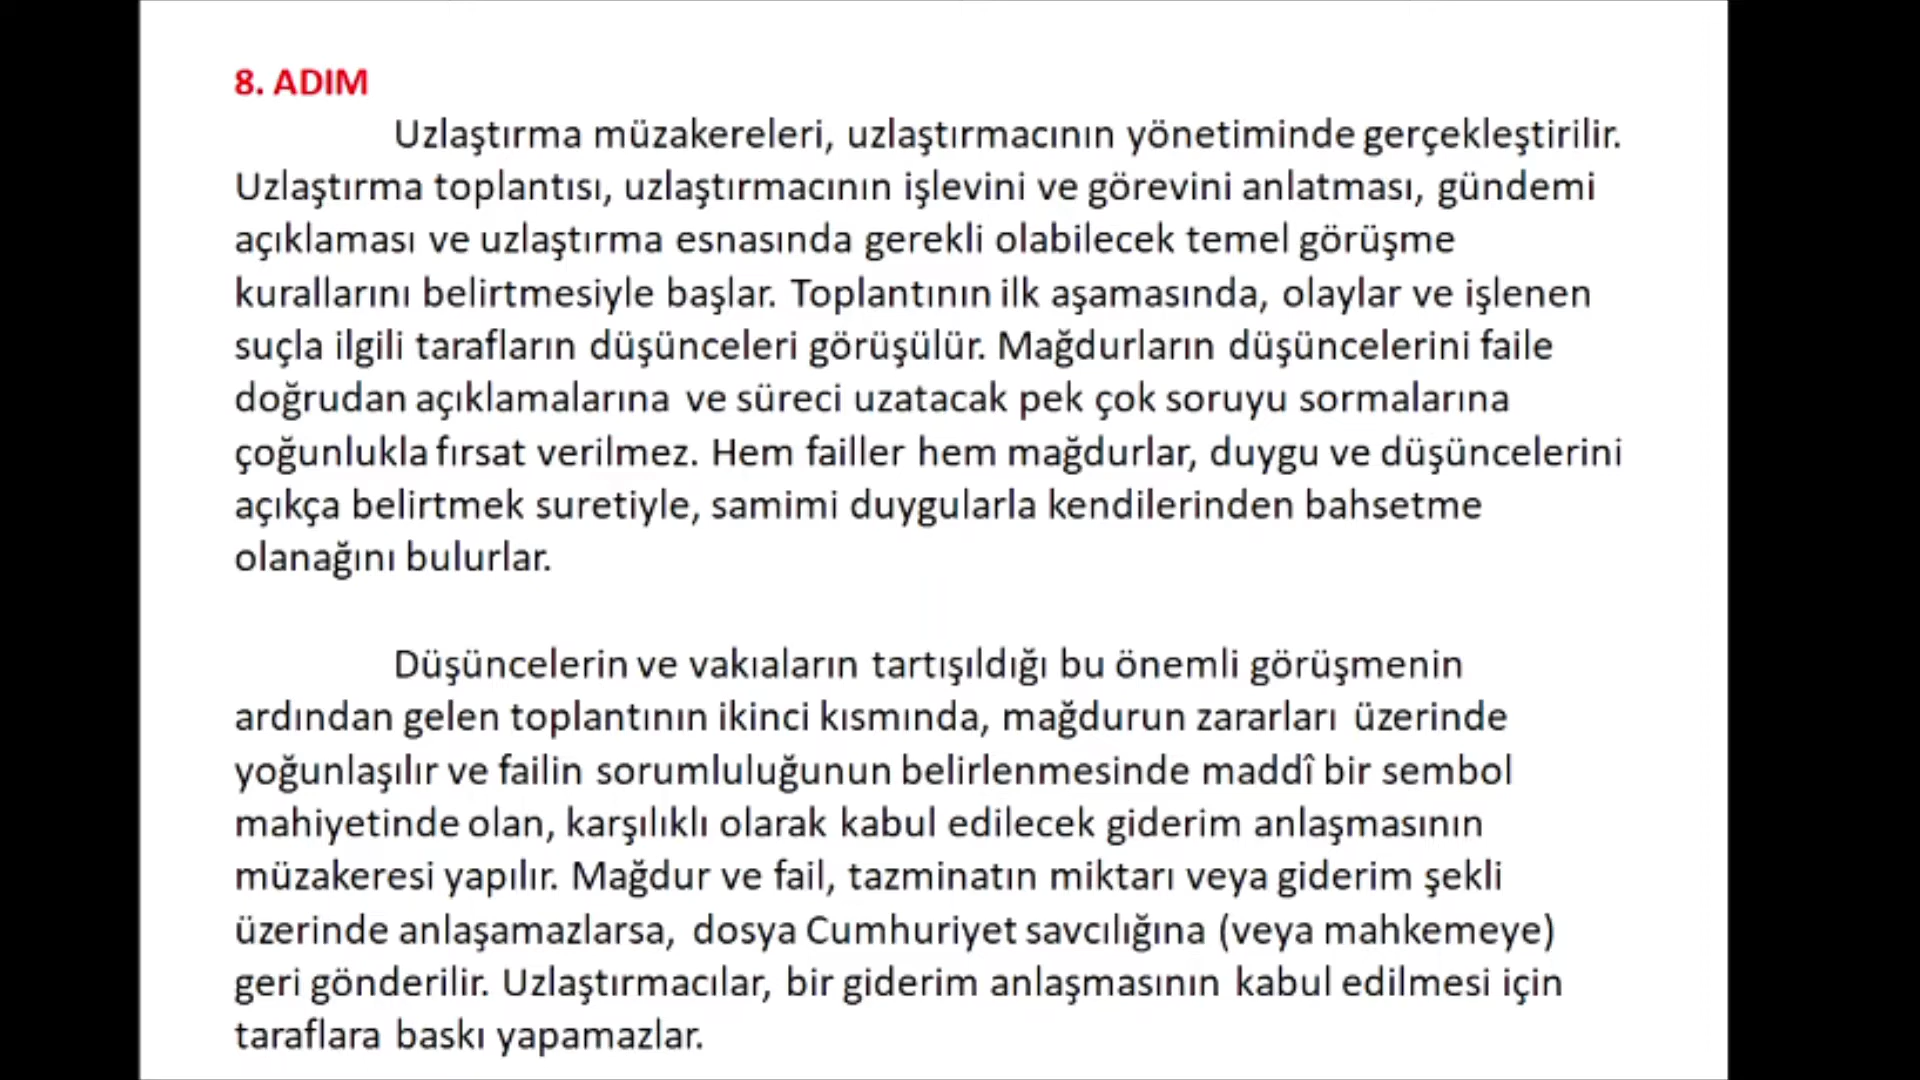 8. ADIM
Uzlaştırma müzakereleri, uzlaştırmacının yönetiminde gerçekleştirilir.
Uzlaştırma toplantısı, uzlaştırmacının işlevini ve görevini anlatması, gündemi
açıklaması ve uzlaştırma esnasında gerekli olabilecek temel görüşme
kurallarını belirtmesiyle başlar. Toplantının ilk aşamasında, olaylar ve işlenen
suçla ilgili tarafların düşünceleri görüşülür. Mağdurların düşüncelerini faile
doğrudan açıklamalarına ve süreci uzatacak pek çok soruyu sormalarına
çoğunlukla fırsat verilmez. Hem failler hem mağdurlar, duygu ve düşüncelerini
açıkça belirtmek suretiyle, samimi duygularla kendilerinden bahsetme
olanağını bulurlar.
Düşüncelerin ve vakıaların tartışıldığı bu önemli görüşmenin
ardından gelen toplantının ikinci kısmında, mağdurun zararları üzerinde
yoğunlaşılır ve failin sorumluluğunun belirlenmesinde maddî bir sembol
mahiyetinde olan, karşılıklı olarak kabul edilecek giderim anlaşmasının
müzakeresi yapılır. Mağdur ve fail, tazminatın miktarı veya giderim şekli
üzerinde anlaşamazlarsa, dosya Cumhuriyet savcılığına (veya mahkemeye)
geri gönderilir. Uzlaştırmacılar, bir giderim anlaşmasının kabul edilmesi için
taraflara baskı yapamazlar.